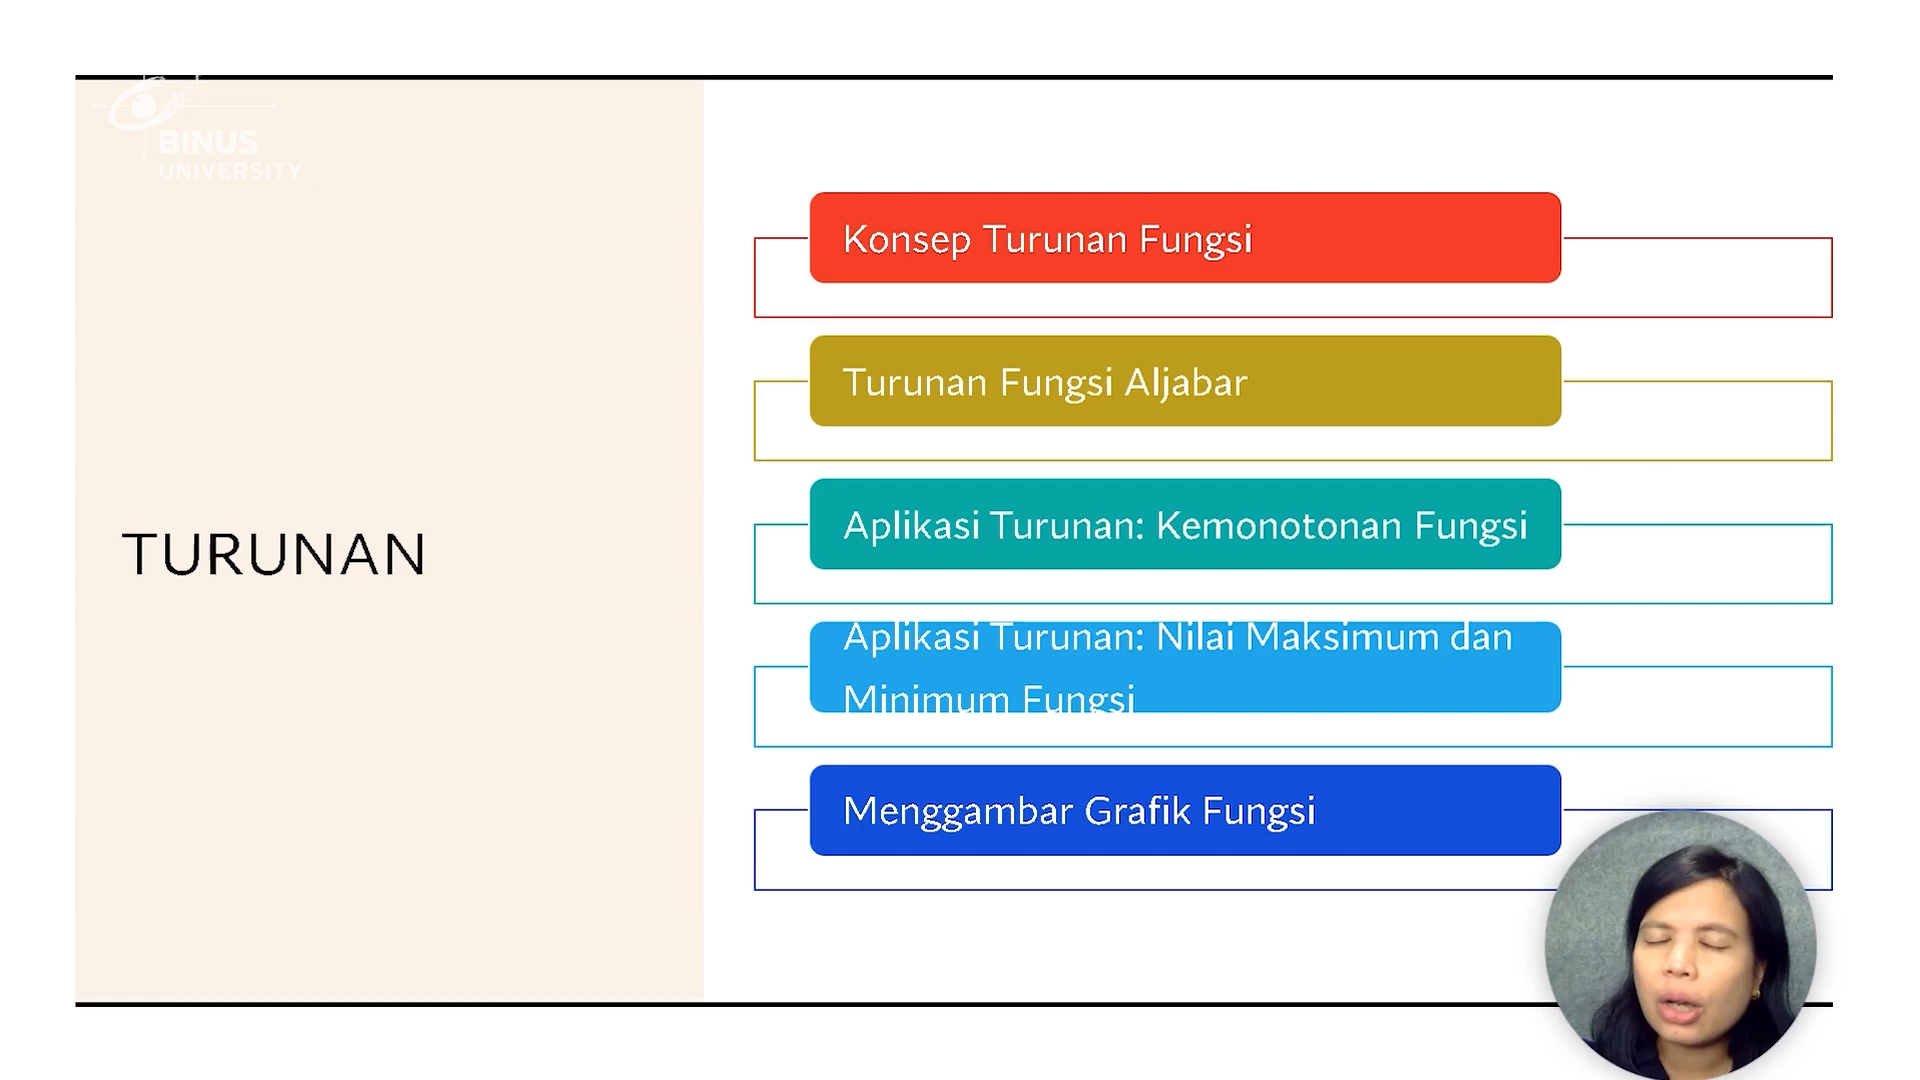 BINUS
UNIVERSITY
TURUNAN
Konsep Turunan Fungsi
Turunan Fungsi Aljabar
Aplikasi Turunan: Kemonotonan Fungsi
Aplikasi Turunan: Nilai Maksimum dan
Minimum Fungsi
Menggambar Grafik Fungsi